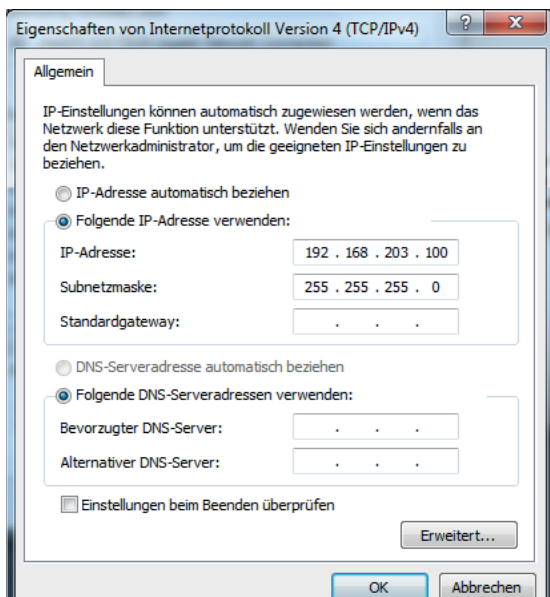 Eigenschaften von Internetprotokoll Version 4 (TCP/IPv4)
Allgemein
IP-Einstellungen können automatisch zugewiesen werden, wenn das
Netzwerk diese Funktion unterstützt. Wenden Sie sich andernfalls an
den Netzwerkadministrator, um die geeigneten IP-Einstellungen zu
beziehen.
IP-Adresse automatisch beziehen
Folgende IP-Adresse verwenden:
IP-Adresse: 192 . 168 . 203 . 100
Subnetzmaske: 255 . 255 . 255 . 0
Standardgateway: . . .
DNS-Serveradresse automatisch beziehen
Folgende DNS-Serveradressen verwenden:
Bevorzugter DNS-Server: . . .
Alternativer DNS-Server: . . .
Einstellungen beim Beenden überprüfen
Erweitert...
OK Abbrechen